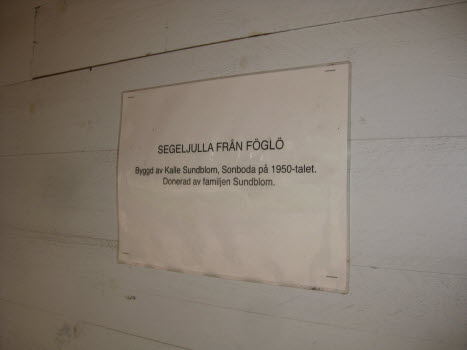 SEGELJULLA FRÅN FÖGLÖ
Byggd av Kalle Sundblom, Sonboda på 1950-talet.
Donerad av familjen Sundblom.